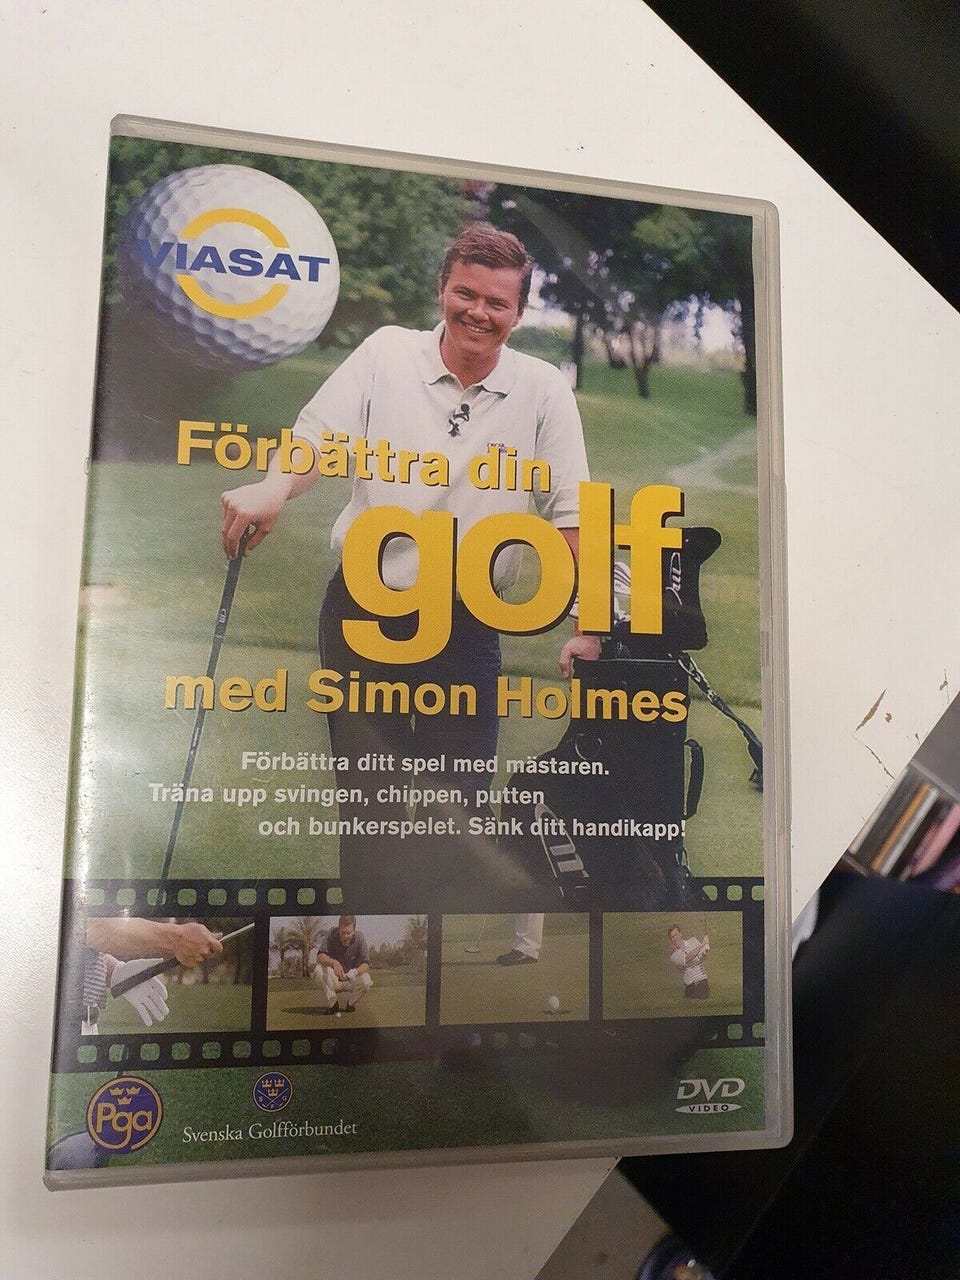 VIASAT
Förbättra din
golf
med Simon Holmes
Förbättra ditt spel med mästaren.
Träna upp svingen, chippen, putten
och bunkerspelet. Sänk ditt handikapp!
Pga
Svenska Golfförbundet
DVD
VIDEO